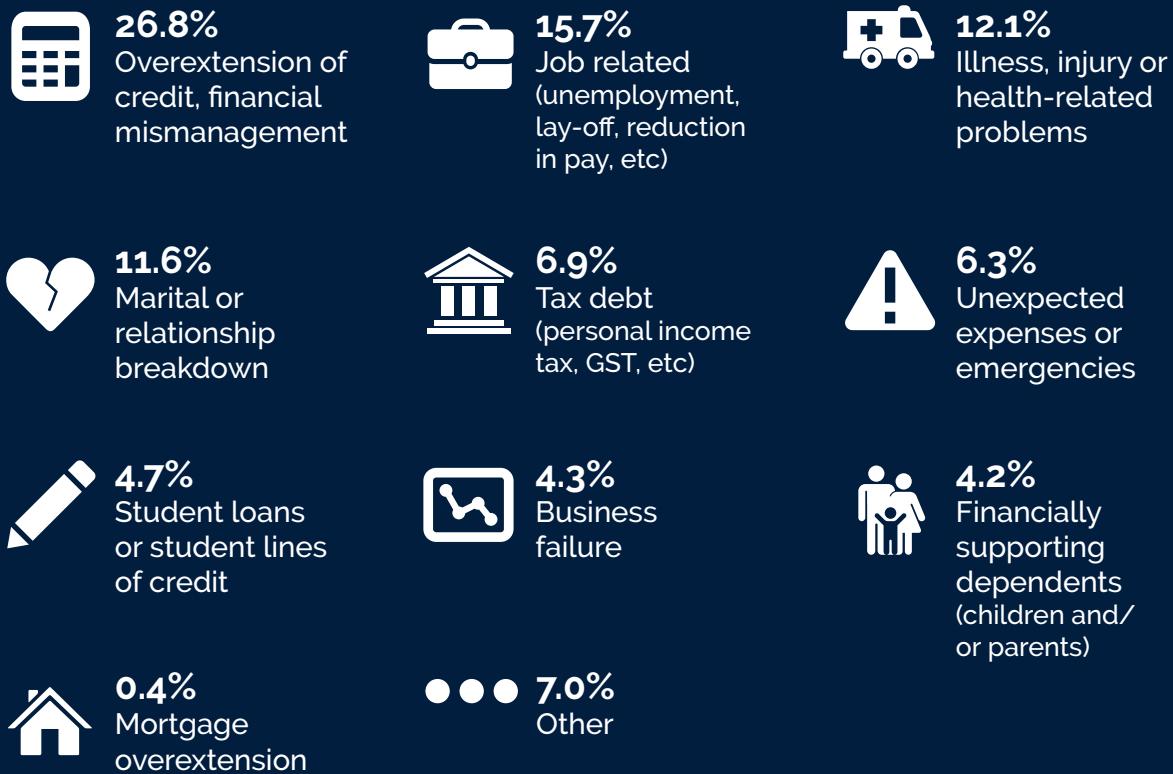 26.8%
Overextension of
credit, financial
mismanagement
15.7%
Job related
(unemployment,
lay-off, reduction
in pay, etc)
12.1%
Illness, injury or
health-related
problems
11.6%
Marital or
relationship
breakdown
6.9%
Tax debt
(personal income
tax, GST, etc)
6.3%
Unexpected
expenses or
emergencies
4.7%
Student loans
or student lines
of credit
4.3%
Business
failure
4.2%
Financially
supporting
dependents
(children and/
or parents)
0.4%
Mortgage
overextension
7.0%
Other